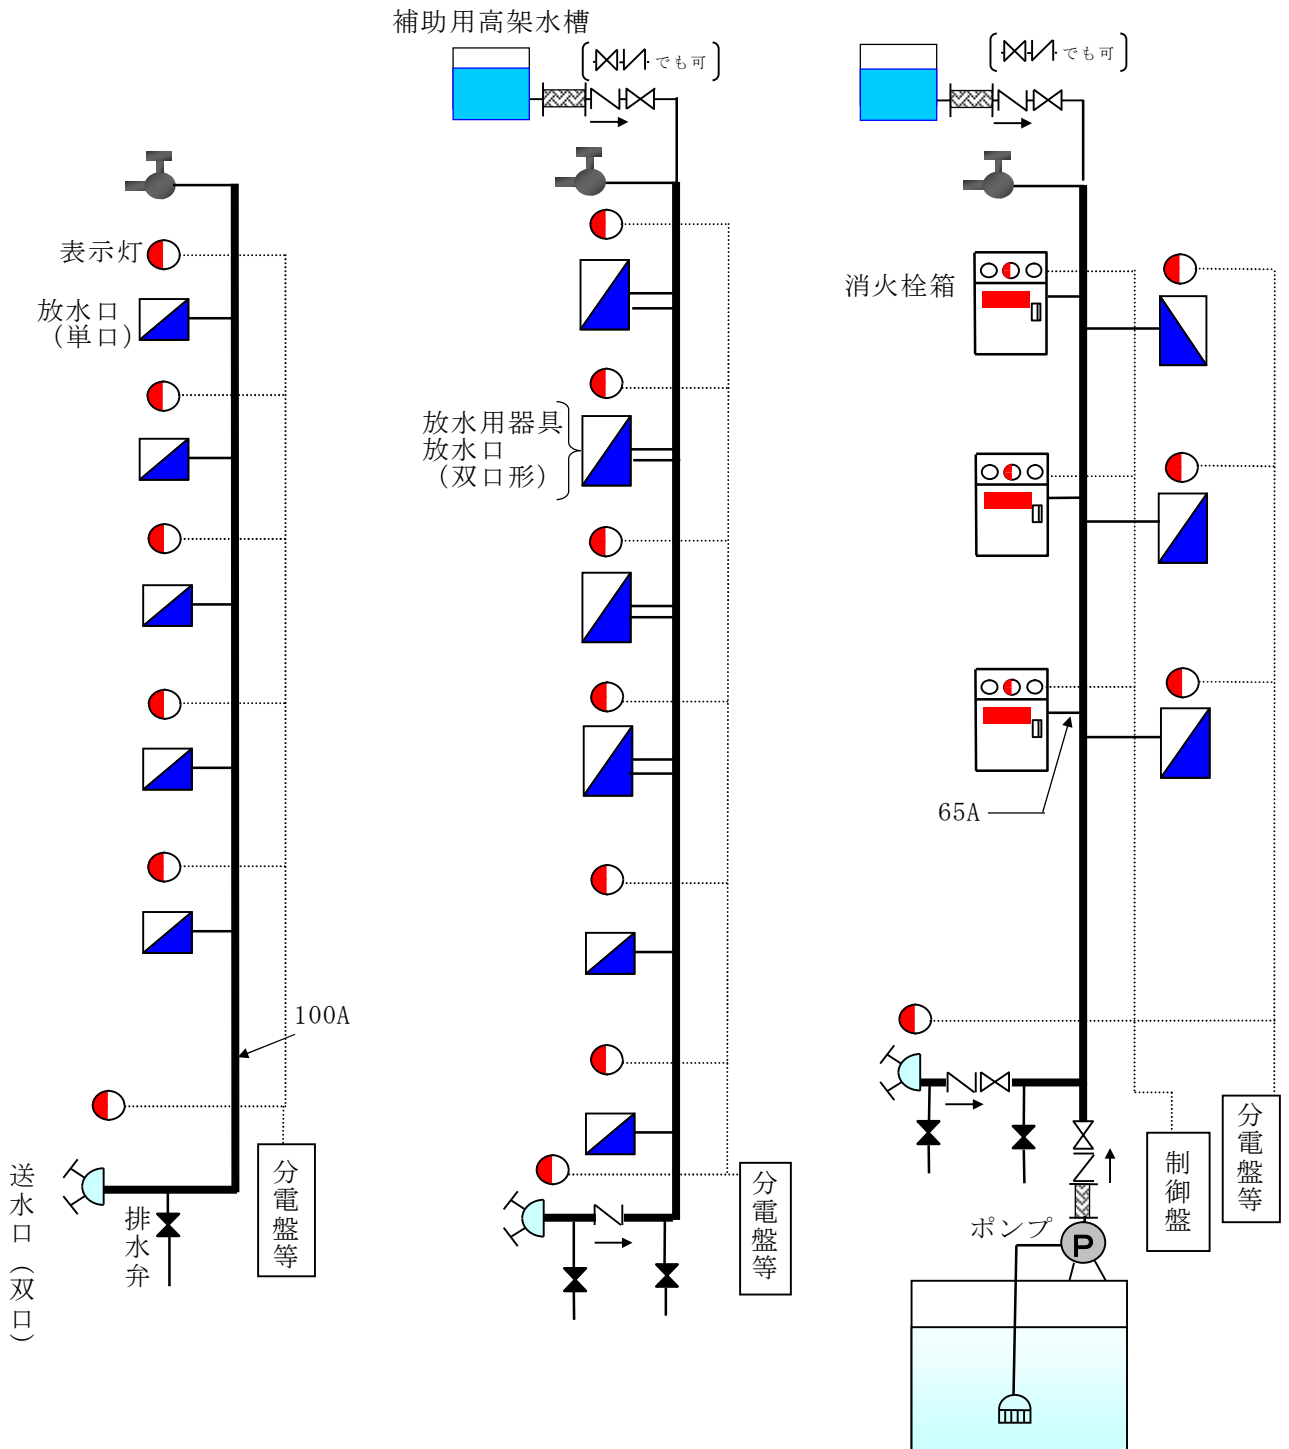 補助用高架水槽
でも可
でも可
表示灯
放水口
（単口）
消火栓箱
放水用器具
放水口
（双口形）
65A
100A
送水口（双口）
排水弁
分電盤等
分電盤等
制御盤
分電盤等
ポンプ
P